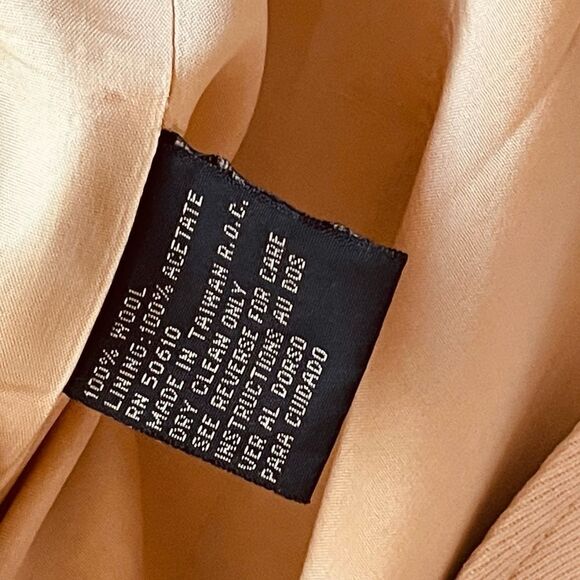 100% WOOL
LINING:100% ACETATE
RN 50610
MADE IN TAIWAN R.O.C.
DRY CLEAN ONLY
SEE REVERSE FOR CARE
INSTRUCTIONS AU DOS
VER AL DORSO
PARA CUIDADO